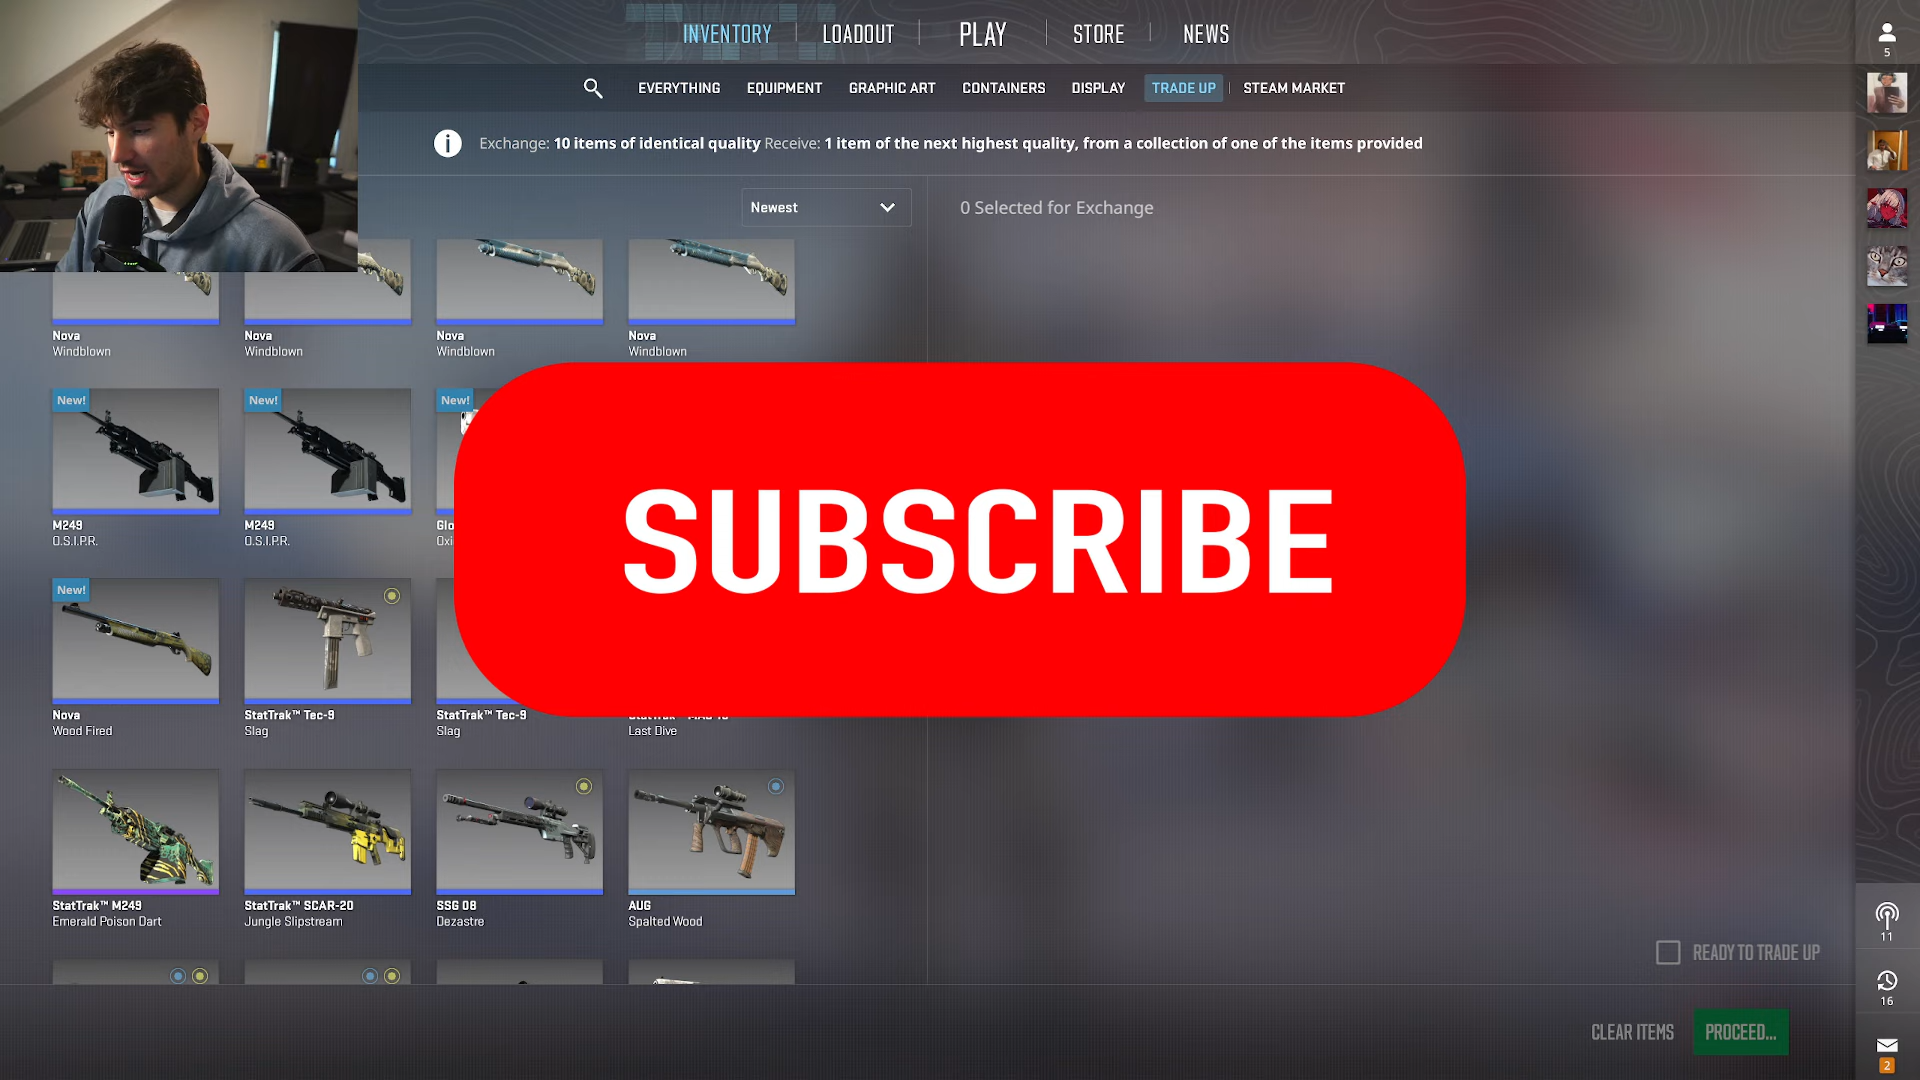 INVENTORY
LOADOUT
PLAY
STORE
NEWS
5
EVERYTHING
EQUIPMENT
GRAPHIC ART
CONTAINERS
DISPLAY
TRADE UP
STEAM MARKET
Exchange: 10 items of identical quality Receive: 1 item of the next highest quality, from a collection of one of the items provided
Newest
0 Selected for Exchange
Nova
Windblown
Nova
Windblown
Nova
Windblown
Nova
Windblown
New!
New!
New!
M249
O.S.I.P.R.
M249
O.S.I.P.R.
Glo
Oxi
SUBSCRIBE
New!
Nova
Wood Fired
StatTrak™ Tec-9
Slag
StatTrak™ Tec-9
Slag
Last Dive
StatTrak™ M249
Emerald Poison Dart
StatTrak™ SCAR-20
Jungle Slipstream
SSG 08
Dezastre
AUG
Spalted Wood
READY TO TRADE UP
11
16
CLEAR ITEMS
PROCEED...
2